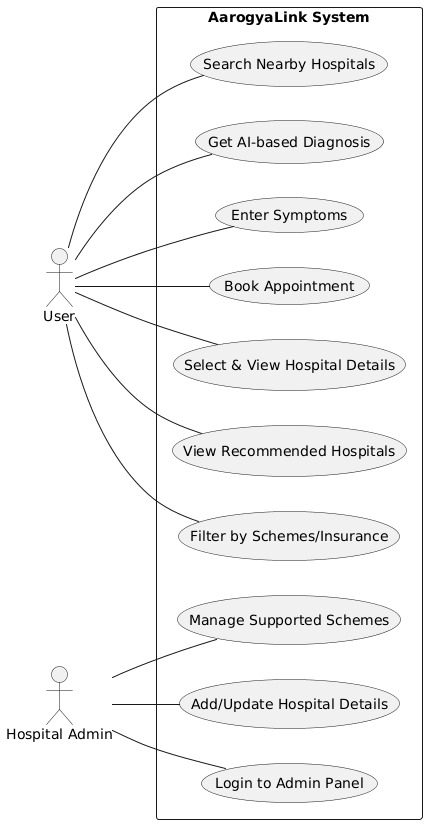 AarogyaLink System
Search Nearby Hospitals
Get AI-based Diagnosis
Enter Symptoms
Book Appointment
User
Select & View Hospital Details
View Recommended Hospitals
Filter by Schemes/Insurance
Manage Supported Schemes
Add/Update Hospital Details
Hospital Admin
Login to Admin Panel